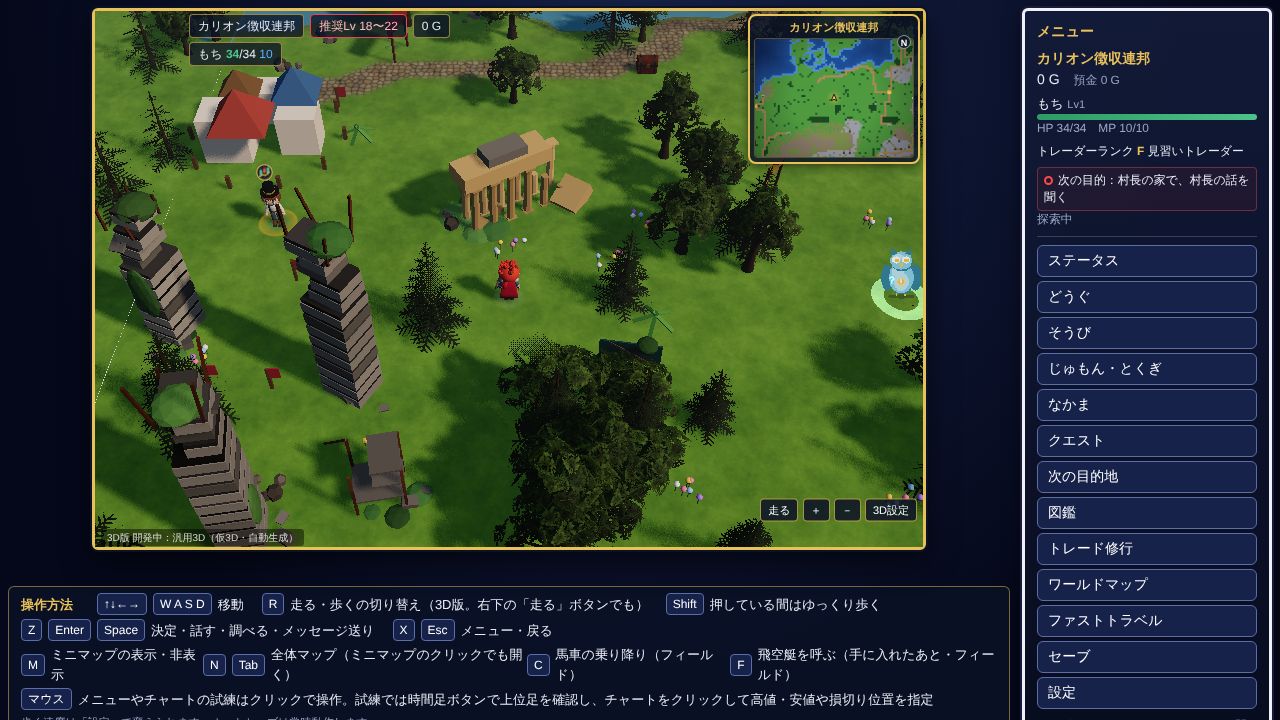 カリオン徴収連邦
推奨Lv 18〜22
0 G
もち 34/34 10
カリオン徴収連邦
N
走る
+
−
3D設定
3D版 開発中：汎用3D（仮3D・自動生成）
メニュー
カリオン徴収連邦
0 G 預金 0 G
もち Lv1
HP 34/34 MP 10/10
トレーダーランク F 見習いトレーダー
次の目的：村長の家で、村長の話を
聞く
探索中
ステータス
どうぐ
そうび
じゅもん・とくぎ
なかま
クエスト
次の目的地
図鑑
トレード修行
ワールドマップ
ファストトラベル
セーブ
設定
操作方法 ↑↓←→ W A S D 移動 R 走る・歩くの切り替え（3D版。右下の「走る」ボタンでも） Shift 押している間はゆっくり歩く
Z Enter Space 決定・話す・調べる・メッセージ送り X Esc メニュー・戻る
M ミニマップの表示・非表示 N Tab 全体マップ（ミニマップのクリックでも開く） C 馬車の乗り降り（フィールド） F 飛空艇を呼ぶ（手に入れたあと・フィールド）
マウス メニューやチャートの試練はクリックで操作。試練では時間足ボタンで上位足を確認し、チャートをクリックして高値・安値や損切り位置を指定